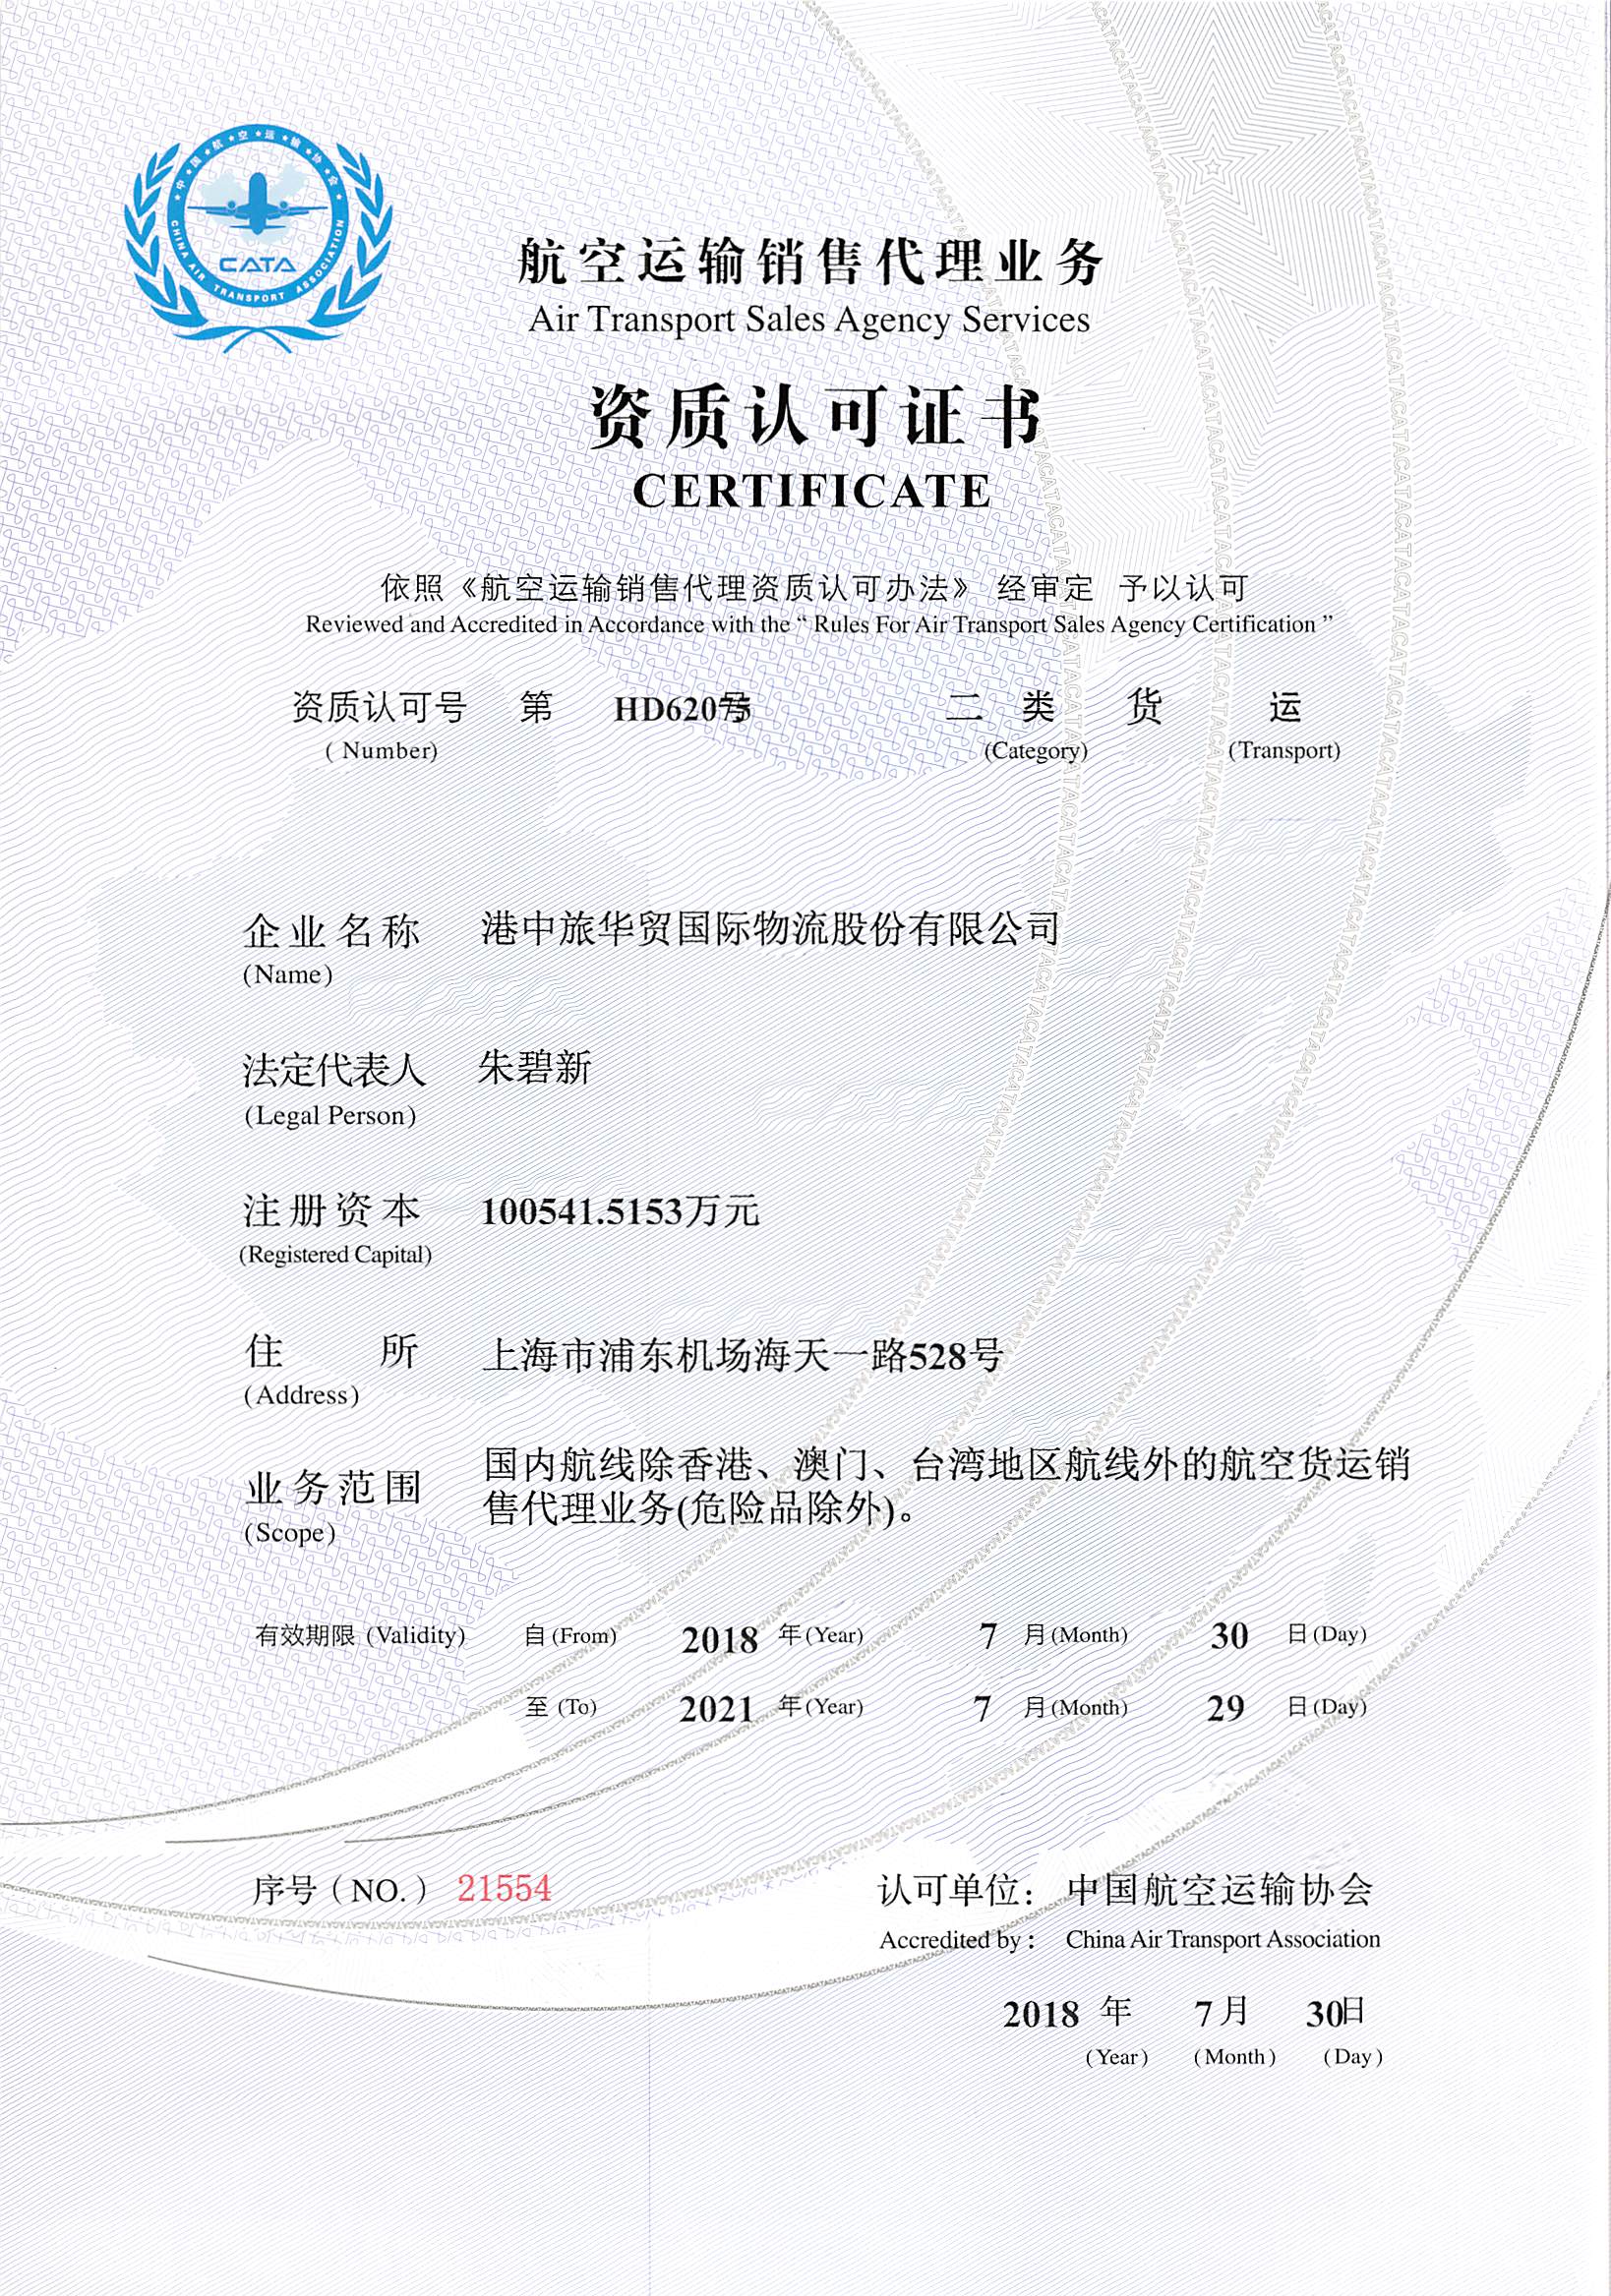 中国航空运输协会
CATA
CHINA AIR TRANSPORT ASSOCIATION
航空运输销售代理业务
Air Transport Sales Agency Services
资质认可证书
CERTIFICATE
依照《航空运输销售代理资质认可办法》 经审定 予以认可
Reviewed and Accredited in Accordance with the “ Rules For Air Transport Sales Agency Certification ”
资质认可号 第 号 二 类 货 运
( Number) (Category) (Transport)
企业名称 港中旅华贸国际物流股份有限公司
(Name)
法定代表人 朱碧新
(Legal Person)
注册资本 100541.5153万元
(Registered Capital)
住所 上海市浦东机场海天一路528号
(Address)
业务范围 国内航线除香港、澳门、台湾地区航线外的航空货运销
售代理业务(危险品除外)。
(Scope)
有效期限 (Validity) 自 (From) 2018 年(Year) 7 月(Month) 30 日(Day)
至 (To) 2021 年(Year) 7 月(Month) 29 日(Day)
序号（NO.）21554
认可单位: 中国航空运输协会
Accredited by : China Air Transport Association
2018 年 7 月 30日
(Year) (Month) (Day)